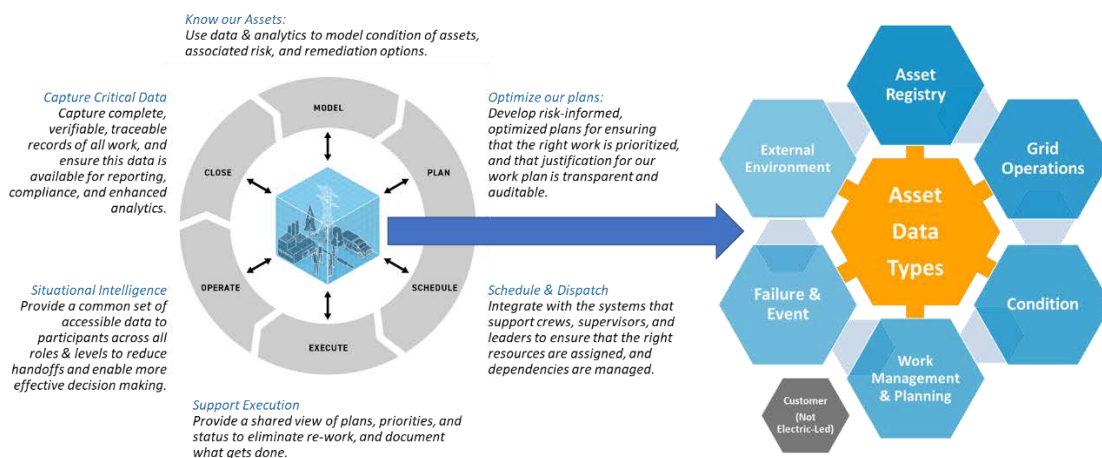 Know our Assets:
Use data & analytics to model condition of assets,
associated risk, and remediation options.
Capture Critical Data
Capture complete,
verifiable, traceable
records of all work, and
ensure this data is
available for reporting,
compliance, and enhanced
analytics.
MODEL
CLOSE
PLAN
OPERATE
SCHEDULE
EXECUTE
Optimize our plans:
Develop risk-informed,
optimized plans for ensuring
that the right work is prioritized,
and that justification for our
work plan is transparent and
auditable.
Situational Intelligence
Provide a common set of
accessible data to
participants across all
roles & levels to reduce
handoffs and enable more
effective decision making.
Schedule & Dispatch
Integrate with the systems that
support crews, supervisors, and
leaders to ensure that the right
resources are assigned, and
dependencies are managed.
Support Execution
Provide a shared view of plans, priorities, and
status to eliminate re-work, and document
what gets done.
Asset
Registry
External
Environment
Grid
Operations
Asset
Data
Types
Failure &
Event
Condition
Work
Management
& Planning
Customer
(Not
Electric-Led)